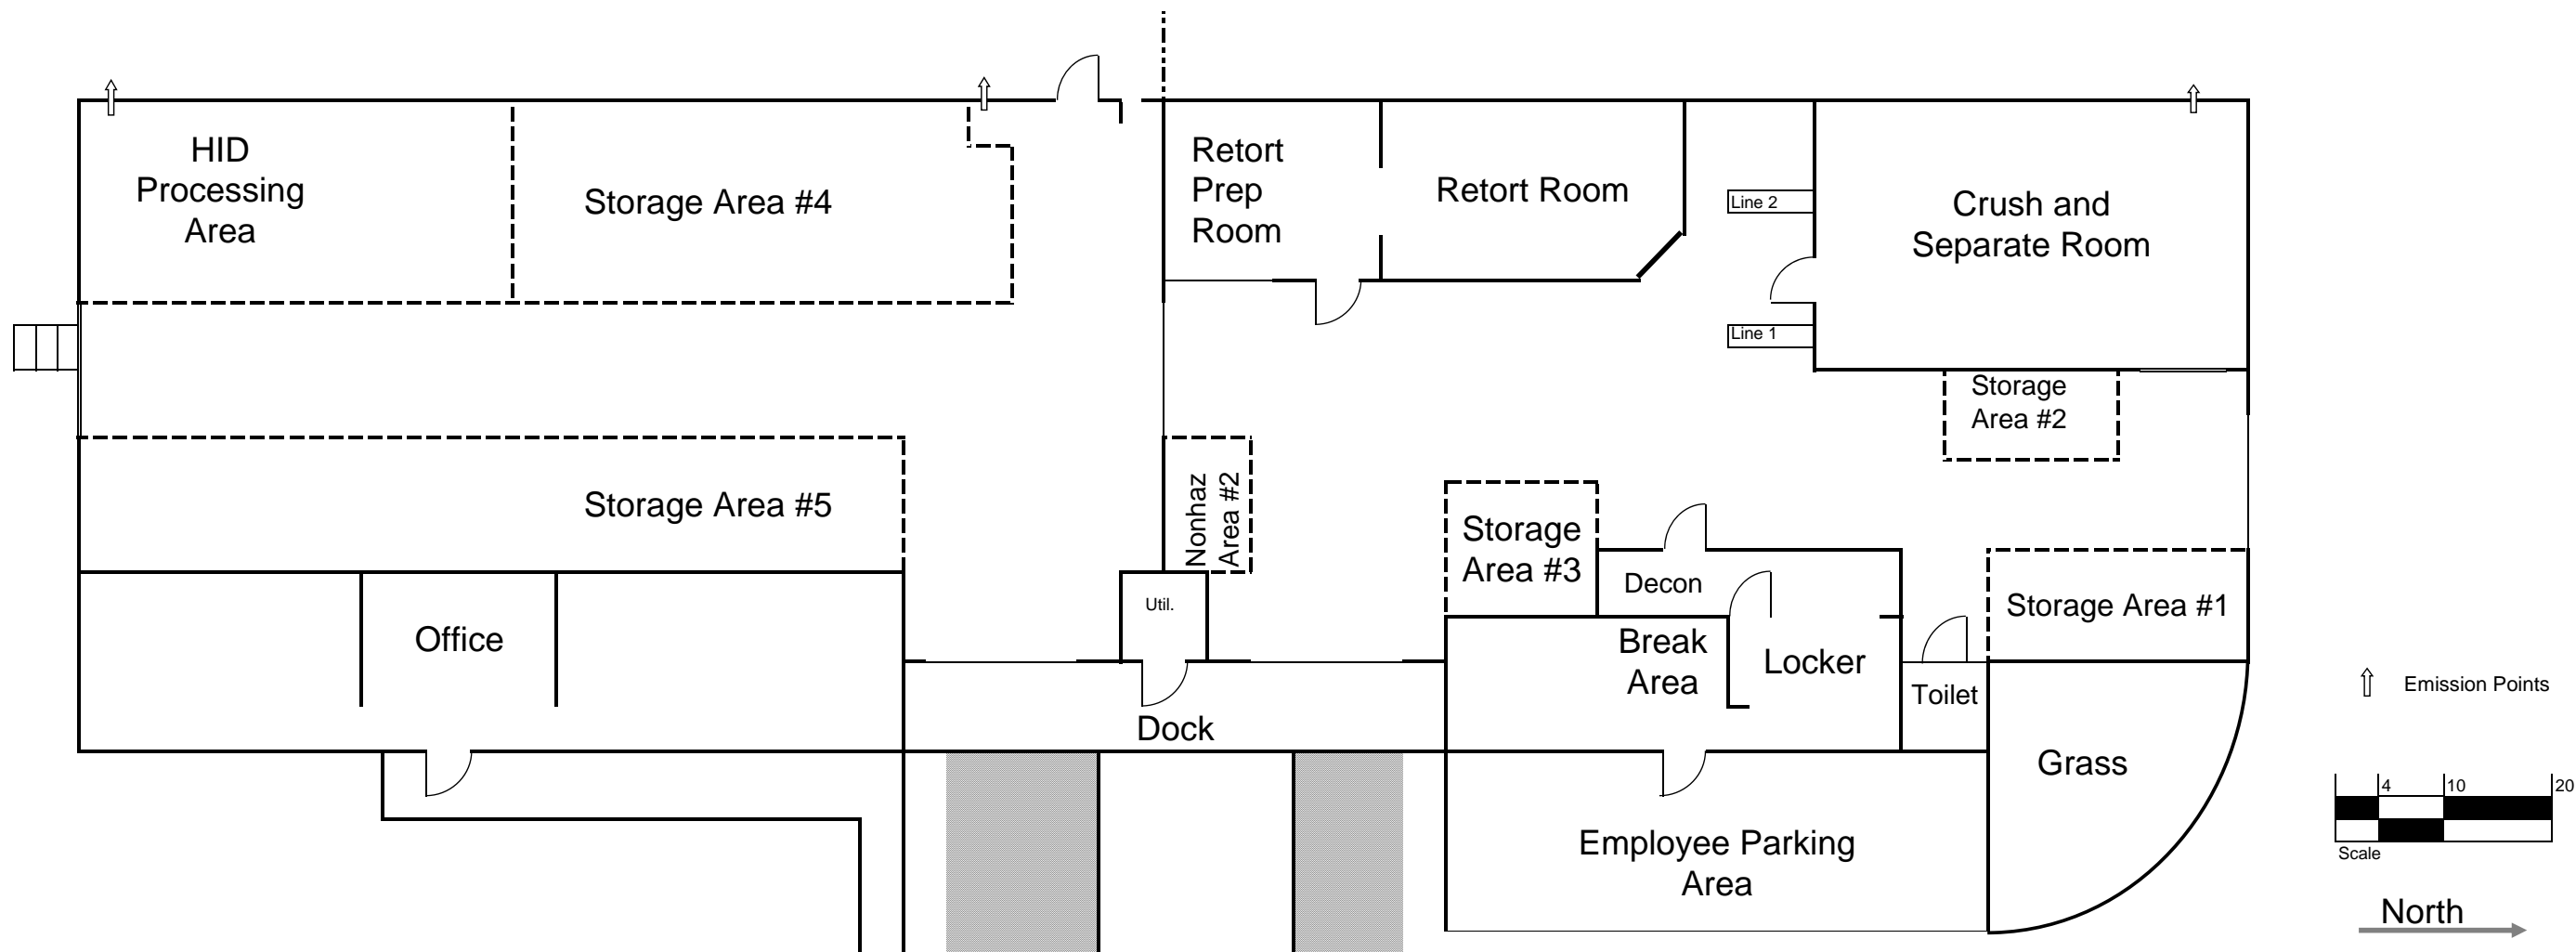 HID
Processing
Area
Storage Area #4
Retort
Prep
Room
Retort Room
Line 2
Crush and
Separate Room
Line 1
Storage
Area #2
Storage Area #5
Nonhaz
Area #2
Storage
Area #3
Decon
Storage Area #1
Util.
Office
Break
Area
Locker
Toilet
Emission Points
Dock
Grass
4 10 20
Scale
Employee Parking
Area
North